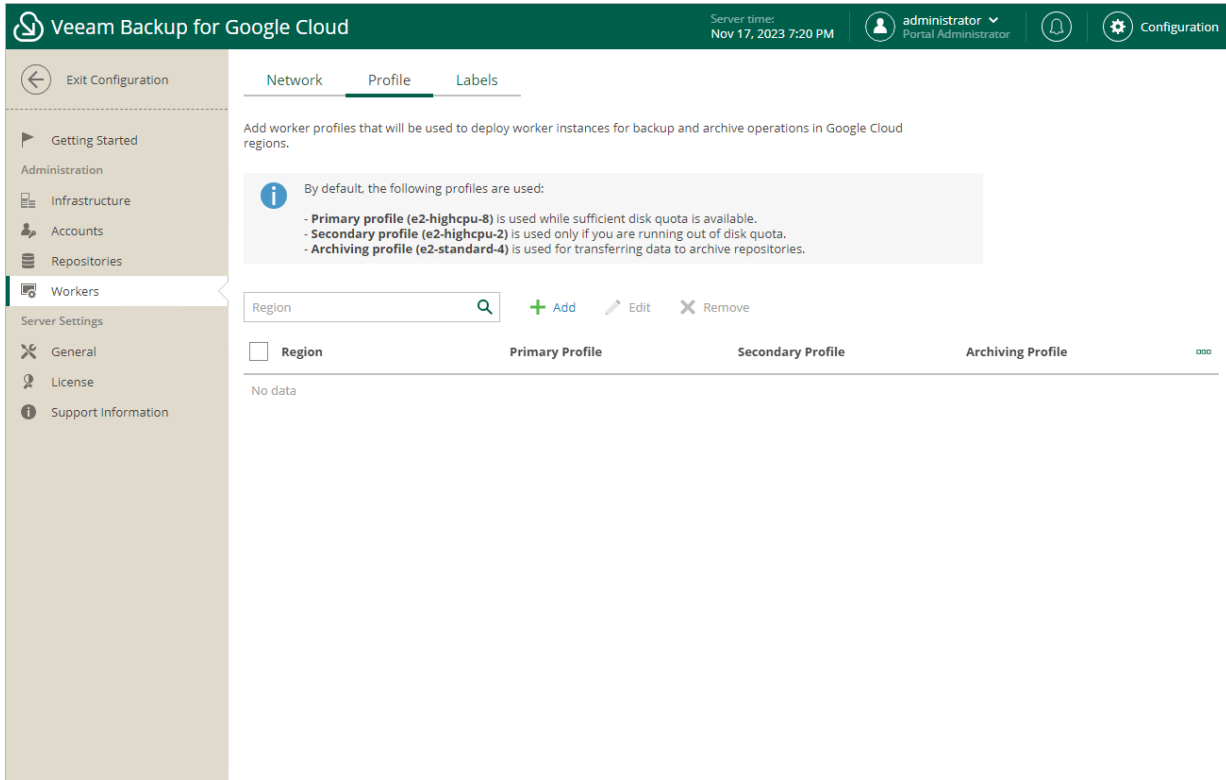 Veeam Backup for Google Cloud
Server time:
Nov 17, 2023 7:20 PM
administrator
Portal Administrator
Configuration
Exit Configuration
Getting Started
Administration
Infrastructure
Accounts
Repositories
Workers
Server Settings
General
License
Support Information
Network Profile Labels
Add worker profiles that will be used to deploy worker instances for backup and archive operations in Google Cloud
regions.
By default, the following profiles are used:
- Primary profile (e2-highcpu-8) is used while sufficient disk quota is available.
- Secondary profile (e2-highcpu-2) is used only if you are running out of disk quota.
- Archiving profile (e2-standard-4) is used for transferring data to archive repositories.
Region Add Edit Remove
Region Primary Profile Secondary Profile Archiving Profile
No data